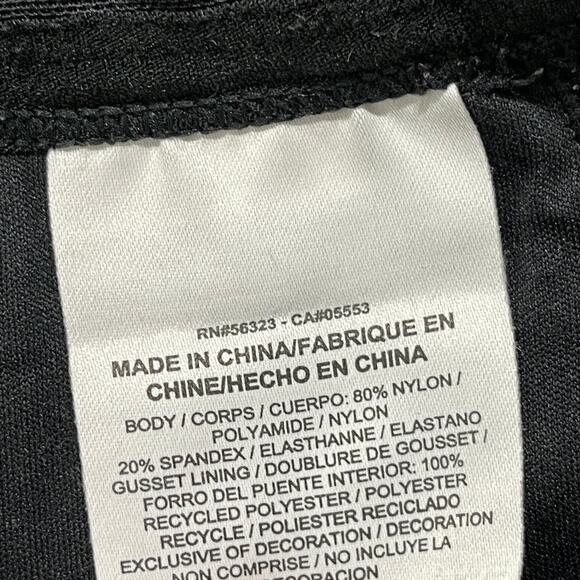 RN#56323 - CA#05553
MADE IN CHINA/FABRIQUE EN
CHINE/HECHO EN CHINA
BODY / CORPS / CUERPO: 80% NYLON /
POLYAMIDE / NYLON
20% SPANDEX / ELASTHANNE / ELASTANO
GUSSET LINING / DOUBLURE DE GOUSSET /
FORRO DEL PUENTE INTERIOR: 100%
RECYCLED POLYESTER / POLYESTER
RECYCLE / POLIESTER RECICLADO
EXCLUSIVE OF DECORATION / DECORATION
NON COMPRISE / NO INCLUYE LA
DECORACION